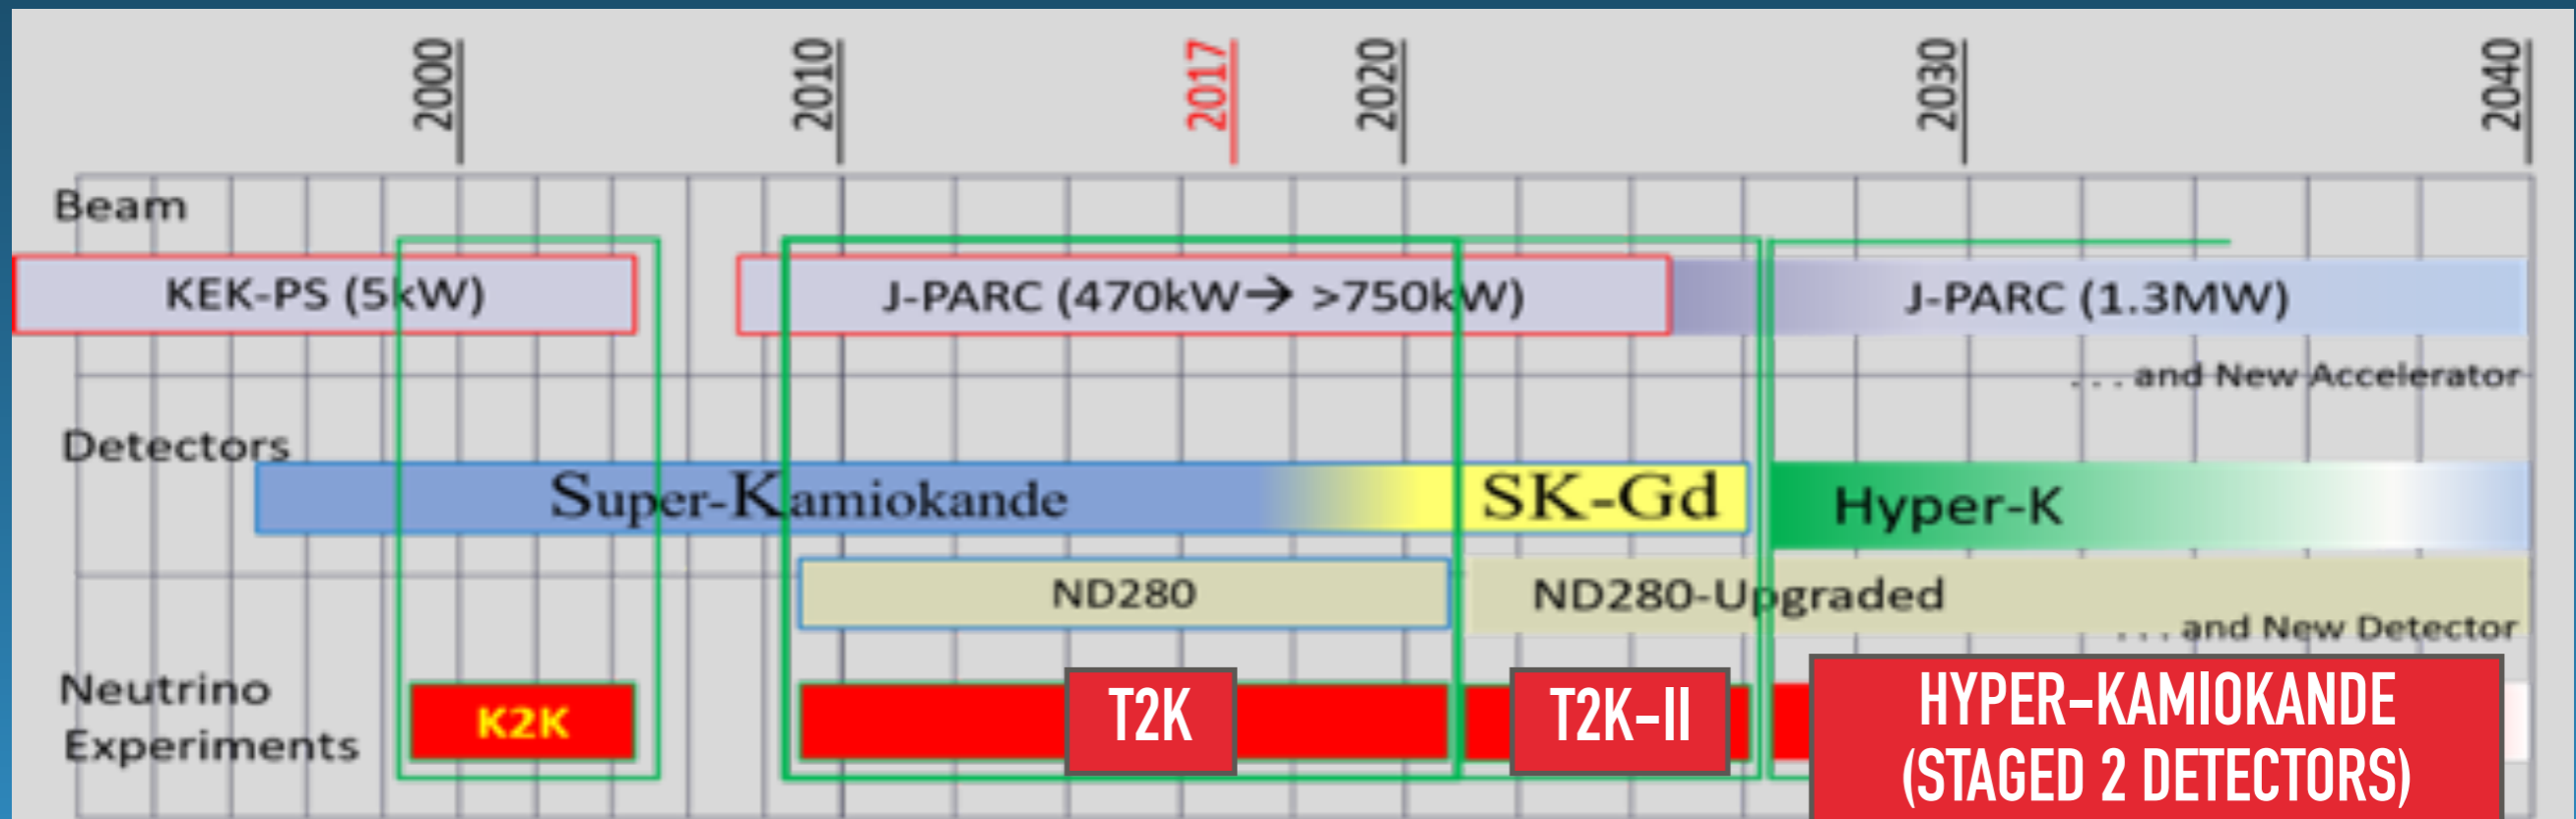 2000
2010
2017
2020
2030
2040
Beam
KEK-PS (5kW)
J-PARC (470kW→ >750kW)
J-PARC (1.3MW)
. . . and New Accelerator
Detectors
Super-Kamiokande
SK-Gd
Hyper-K
ND280
ND280-Upgraded
. . . and New Detector
Neutrino
Experiments
K2K
T2K
T2K-II
HYPER-KAMIOKANDE
(STAGED 2 DETECTORS)